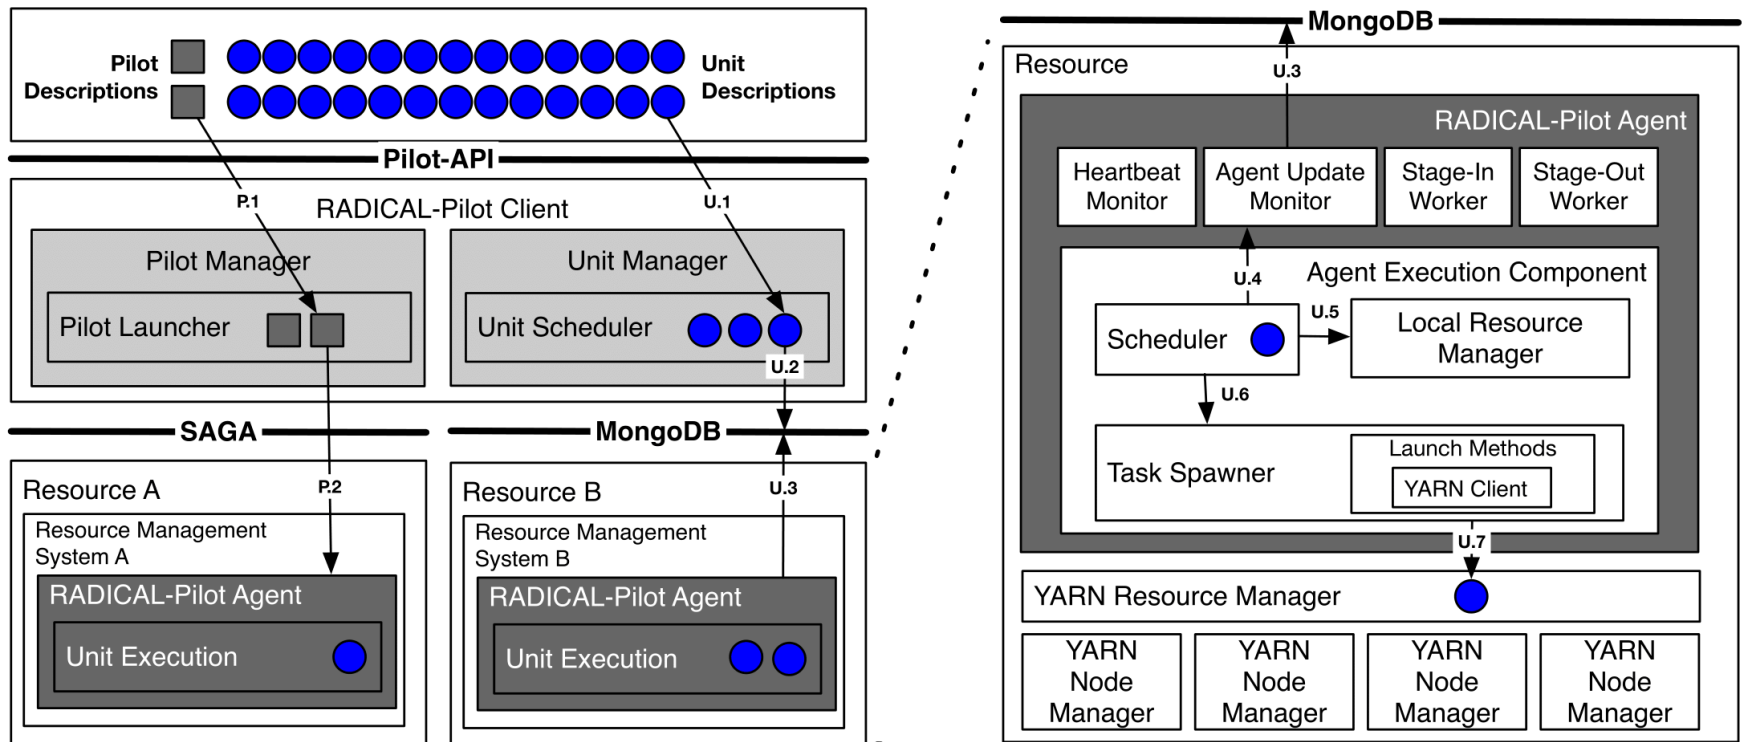 Pilot
Descriptions
Unit
Descriptions
Pilot-API
P.1
U.1
RADICAL-Pilot Client
Pilot Manager
Pilot Launcher
Unit Manager
Unit Scheduler
U.2
SAGA
MongoDB
P.2
U.3
Resource A
Resource Management
System A
RADICAL-Pilot Agent
Unit Execution
Resource B
Resource Management
System B
RADICAL-Pilot Agent
Unit Execution
MongoDB
Resource
U.3
RADICAL-Pilot Agent
Heartbeat
Monitor
Agent Update
Monitor
Stage-In
Worker
Stage-Out
Worker
Agent Execution Component
U.4
Scheduler
U.5
Local Resource
Manager
U.6
Task Spawner
Launch Methods
YARN Client
U.7
YARN Resource Manager
YARN
Node
Manager
YARN
Node
Manager
YARN
Node
Manager
YARN
Node
Manager